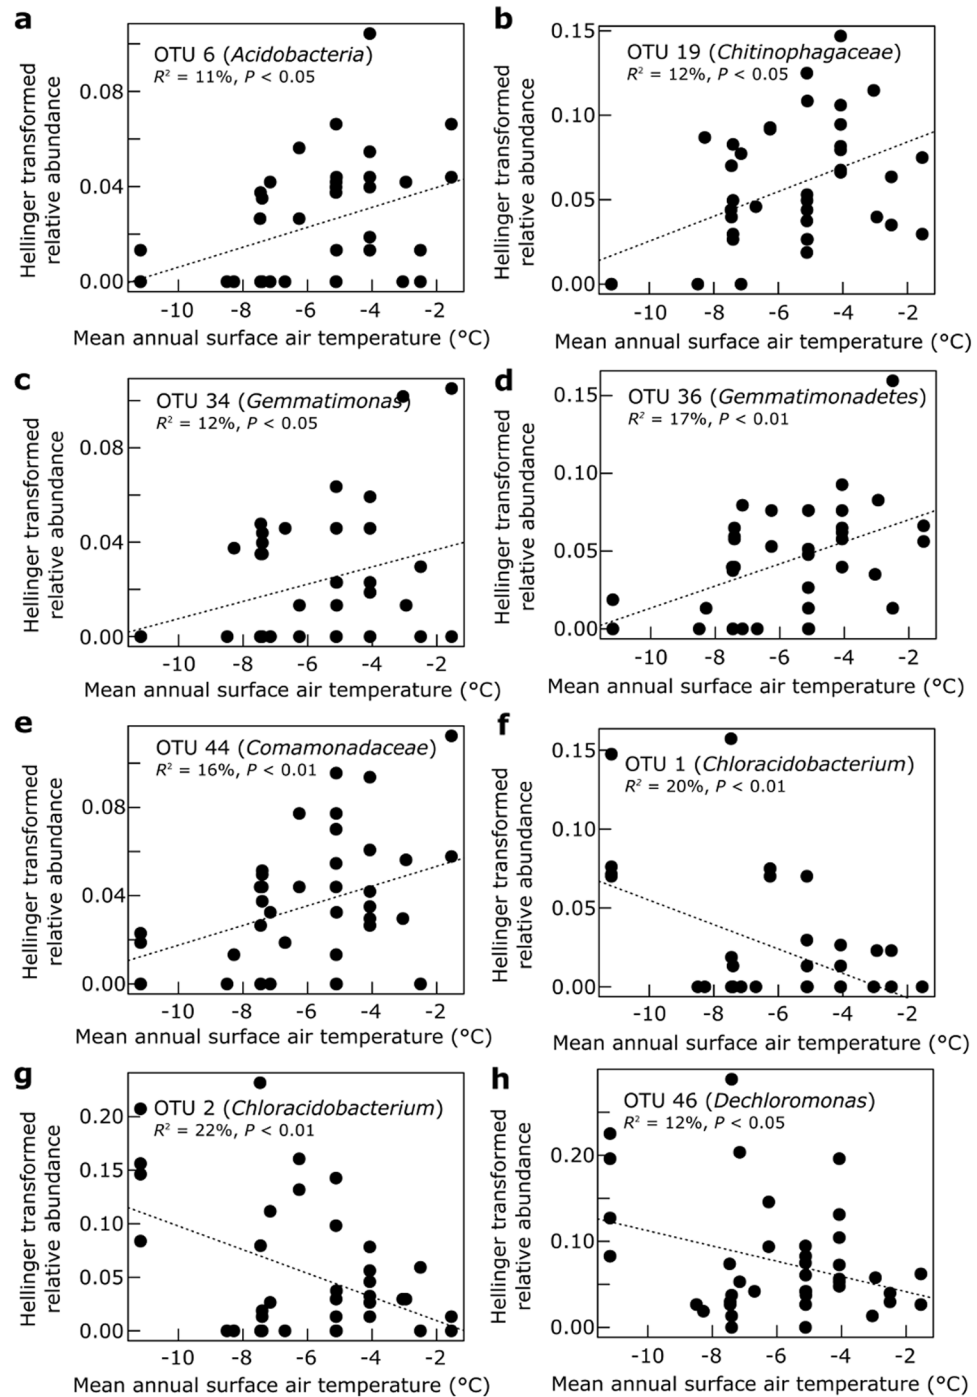 a
OTU 6 (Acidobacteria)
R² = 11%, P < 0.05
Hellinger transformed
relative abundance
0.08
0.04
0.00
-10 -8 -6 -4 -2
Mean annual surface air temperature (°C)
b
OTU 19 (Chitinophagaceae)
R² = 12%, P < 0.05
Hellinger transformed
relative abundance
0.15
0.10
0.05
0.00
-10 -8 -6 -4 -2
Mean annual surface air temperature (°C)
c
OTU 34 (Gemmatimonas)
R² = 12%, P < 0.05
Hellinger transformed
relative abundance
0.08
0.04
0.00
-10 -8 -6 -4 -2
Mean annual surface air temperature (°C)
d
OTU 36 (Gemmatimonadetes)
R² = 17%, P < 0.01
Hellinger transformed
relative abundance
0.15
0.10
0.05
0.00
-10 -8 -6 -4 -2
Mean annual surface air temperature (°C)
e
OTU 44 (Comamonadaceae)
R² = 16%, P < 0.01
Hellinger transformed
relative abundance
0.08
0.04
0.00
-10 -8 -6 -4 -2
Mean annual surface air temperature (°C)
f
OTU 1 (Chloracidobacterium)
R² = 20%, P < 0.01
Hellinger transformed
relative abundance
0.15
0.10
0.05
0.00
-10 -8 -6 -4 -2
Mean annual surface air temperature (°C)
g
OTU 2 (Chloracidobacterium)
R² = 22%, P < 0.01
Hellinger transformed
relative abundance
0.20
0.15
0.10
0.05
0.00
-10 -8 -6 -4 -2
Mean annual surface air temperature (°C)
h
OTU 46 (Dechloromonas)
R² = 12%, P < 0.05
Hellinger transformed
relative abundance
0.20
0.10
0.00
-10 -8 -6 -4 -2
Mean annual surface air temperature (°C)